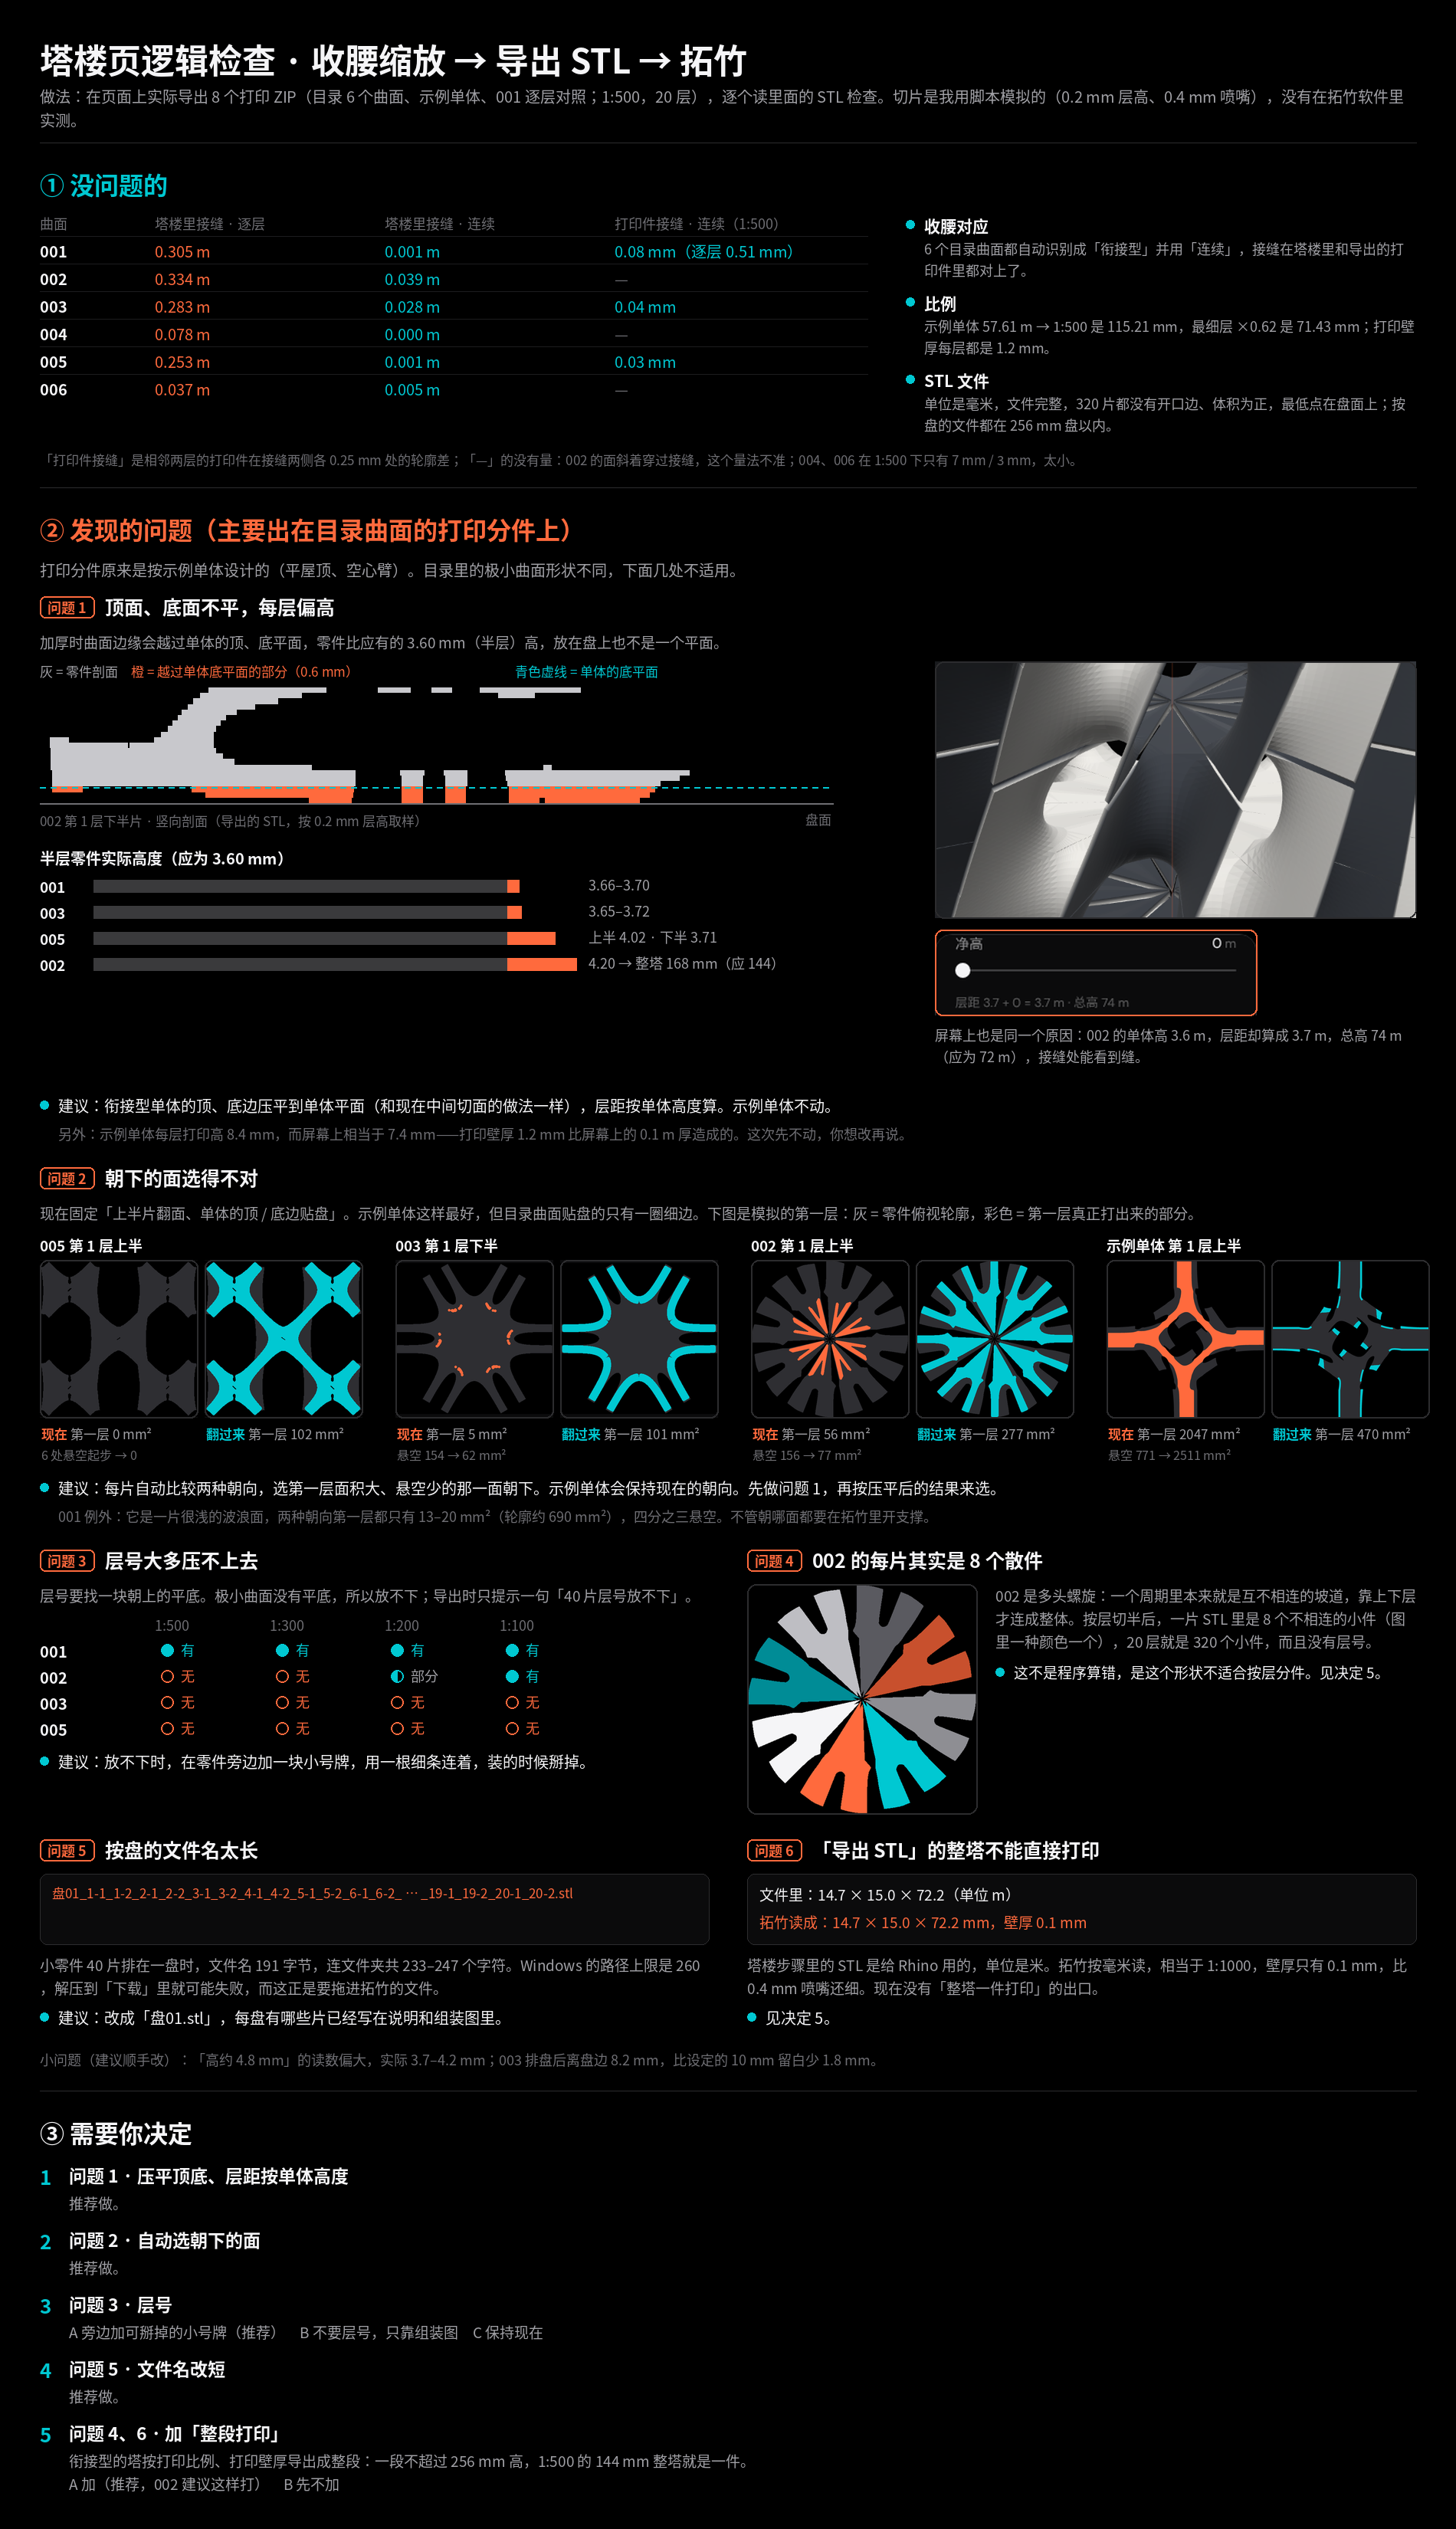 塔楼页逻辑检查 · 收腰缩放 → 导出 STL → 拓竹
做法：在页面上实际导出 8 个打印 ZIP（目录 6 个曲面、示例单体、001 逐层对照；1:500，20 层），逐个读里面的 STL 检查。切片是我用脚本模拟的（0.2 mm 层高、0.4 mm 喷嘴），没有在拓竹软件里
实测。
① 没问题的
曲面 塔楼里接缝 · 逐层 塔楼里接缝 · 连续 打印件接缝 · 连续（1:500）
001 0.305 m 0.001 m 0.08 mm（逐层 0.51 mm）
002 0.334 m 0.039 m —
003 0.283 m 0.028 m 0.04 mm
004 0.078 m 0.000 m —
005 0.253 m 0.001 m 0.03 mm
006 0.037 m 0.005 m —
收腰对应
6 个目录曲面都自动识别成「衔接型」并用「连续」，接缝在塔楼里和导出的打
印件里都对上了。
比例
示例单体 57.61 m → 1:500 是 115.21 mm，最细层 ×0.62 是 71.43 mm；打印壁
厚每层都是 1.2 mm。
STL 文件
单位是毫米，文件完整，320 片都没有开口边、体积为正，最低点在盘面上；按
盘的文件都在 256 mm 盘以内。
「打印件接缝」是相邻两层的打印件在接缝两侧各 0.25 mm 处的轮廓差；「—」的没有量：002 的面斜着穿过接缝，这个量法不准；004、006 在 1:500 下只有 7 mm / 3 mm，太小。
② 发现的问题（主要出在目录曲面的打印分件上）
打印分件原来是按示例单体设计的（平屋顶、空心臂）。目录里的极小曲面形状不同，下面几处不适用。
问题 1 顶面、底面不平，每层偏高
加厚时曲面边缘会越过单体的顶、底平面，零件比应有的 3.60 mm（半层）高，放在盘上也不是一个平面。
灰 = 零件剖面 橙 = 越过单体底平面的部分（0.6 mm） 青色虚线 = 单体的底平面
002 第 1 层下半片 · 竖向剖面（导出的 STL，按 0.2 mm 层高取样） 盘面
半层零件实际高度（应为 3.60 mm）
001 3.66–3.70
003 3.65–3.72
005 上半 4.02 · 下半 3.71
002 4.20 → 整塔 168 mm（应 144）
净高 0 m
层距 3.7 + 0 = 3.7 m · 总高 74 m
屏幕上也是同一个原因：002 的单体高 3.6 m，层距却算成 3.7 m，总高 74 m
（应为 72 m），接缝处能看到缝。
建议：衔接型单体的顶、底边压平到单体平面（和现在中间切面的做法一样），层距按单体高度算。示例单体不动。
另外：示例单体每层打印高 8.4 mm，而屏幕上相当于 7.4 mm——打印壁厚 1.2 mm 比屏幕上的 0.1 m 厚造成的。这次先不动，你想改再说。
问题 2 朝下的面选得不对
现在固定「上半片翻面、单体的顶 / 底边贴盘」。示例单体这样最好，但目录曲面贴盘的只有一圈细边。下图是模拟的第一层：灰 = 零件俯视轮廓，彩色 = 第一层真正打出来的部分。
005 第 1 层上半 003 第 1 层下半 002 第 1 层上半 示例单体 第 1 层上半
现在 第一层 0 mm² 翻过来 第一层 102 mm² 现在 第一层 5 mm² 翻过来 第一层 101 mm² 现在 第一层 56 mm² 翻过来 第一层 277 mm² 现在 第一层 2047 mm² 翻过来 第一层 470 mm²
6 处悬空起步 → 0 悬空 154 → 62 mm² 悬空 156 → 77 mm² 悬空 771 → 2511 mm²
建议：每片自动比较两种朝向，选第一层面积大、悬空少的那一面朝下。示例单体会保持现在的朝向。先做问题 1，再按压平后的结果来选。
001 例外：它是一片很浅的波浪面，两种朝向第一层都只有 13–20 mm²（轮廓约 690 mm²），四分之三悬空。不管朝哪面都要在拓竹里开支撑。
问题 3 层号大多压不上去
层号要找一块朝上的平底。极小曲面没有平底，所以放不下；导出时只提示一句「40 片层号放不下」。
1:500 1:300 1:200 1:100
001 有 有 有 有
002 无 无 部分 有
003 无 无 无 无
005 无 无 无 无
建议：放不下时，在零件旁边加一块小号牌，用一根细条连着，装的时候掰掉。
问题 4 002 的每片其实是 8 个散件
002 是多头螺旋：一个周期里本来就是互不相连的坡道，靠上下层
才连成整体。按层切半后，一片 STL 里是 8 个不相连的小件（图
里一种颜色一个），20 层就是 320 个小件，而且没有层号。
这不是程序算错，是这个形状不适合按层分件。见决定 5。
问题 5 按盘的文件名太长
盘01_1-1_1-2_2-1_2-2_3-1_3-2_4-1_4-2_5-1_5-2_6-1_6-2_ … _19-1_19-2_20-1_20-2.stl
小零件 40 片排在一盘时，文件名 191 字节，连文件夹共 233–247 个字符。Windows 的路径上限是 260
，解压到「下载」里就可能失败，而这正是要拖进拓竹的文件。
建议：改成「盘01.stl」，每盘有哪些片已经写在说明和组装图里。
问题 6 「导出 STL」的整塔不能直接打印
文件里：14.7 × 15.0 × 72.2（单位 m）
拓竹读成：14.7 × 15.0 × 72.2 mm，壁厚 0.1 mm
塔楼步骤里的 STL 是给 Rhino 用的，单位是米。拓竹按毫米读，相当于 1:1000，壁厚只有 0.1 mm，比
0.4 mm 喷嘴还细。现在没有「整塔一件打印」的出口。
见决定 5。
小问题（建议顺手改）：「高约 4.8 mm」的读数偏大，实际 3.7–4.2 mm；003 排盘后离盘边 8.2 mm，比设定的 10 mm 留白少 1.8 mm。
③ 需要你决定
1 问题 1 · 压平顶底、层距按单体高度
推荐做。
2 问题 2 · 自动选朝下的面
推荐做。
3 问题 3 · 层号
A 旁边加可掰掉的小号牌（推荐） B 不要层号，只靠组装图 C 保持现在
4 问题 5 · 文件名改短
推荐做。
5 问题 4、6 · 加「整段打印」
衔接型的塔按打印比例、打印壁厚导出成整段：一段不超过 256 mm 高，1:500 的 144 mm 整塔就是一件。
A 加（推荐，002 建议这样打） B 先不加